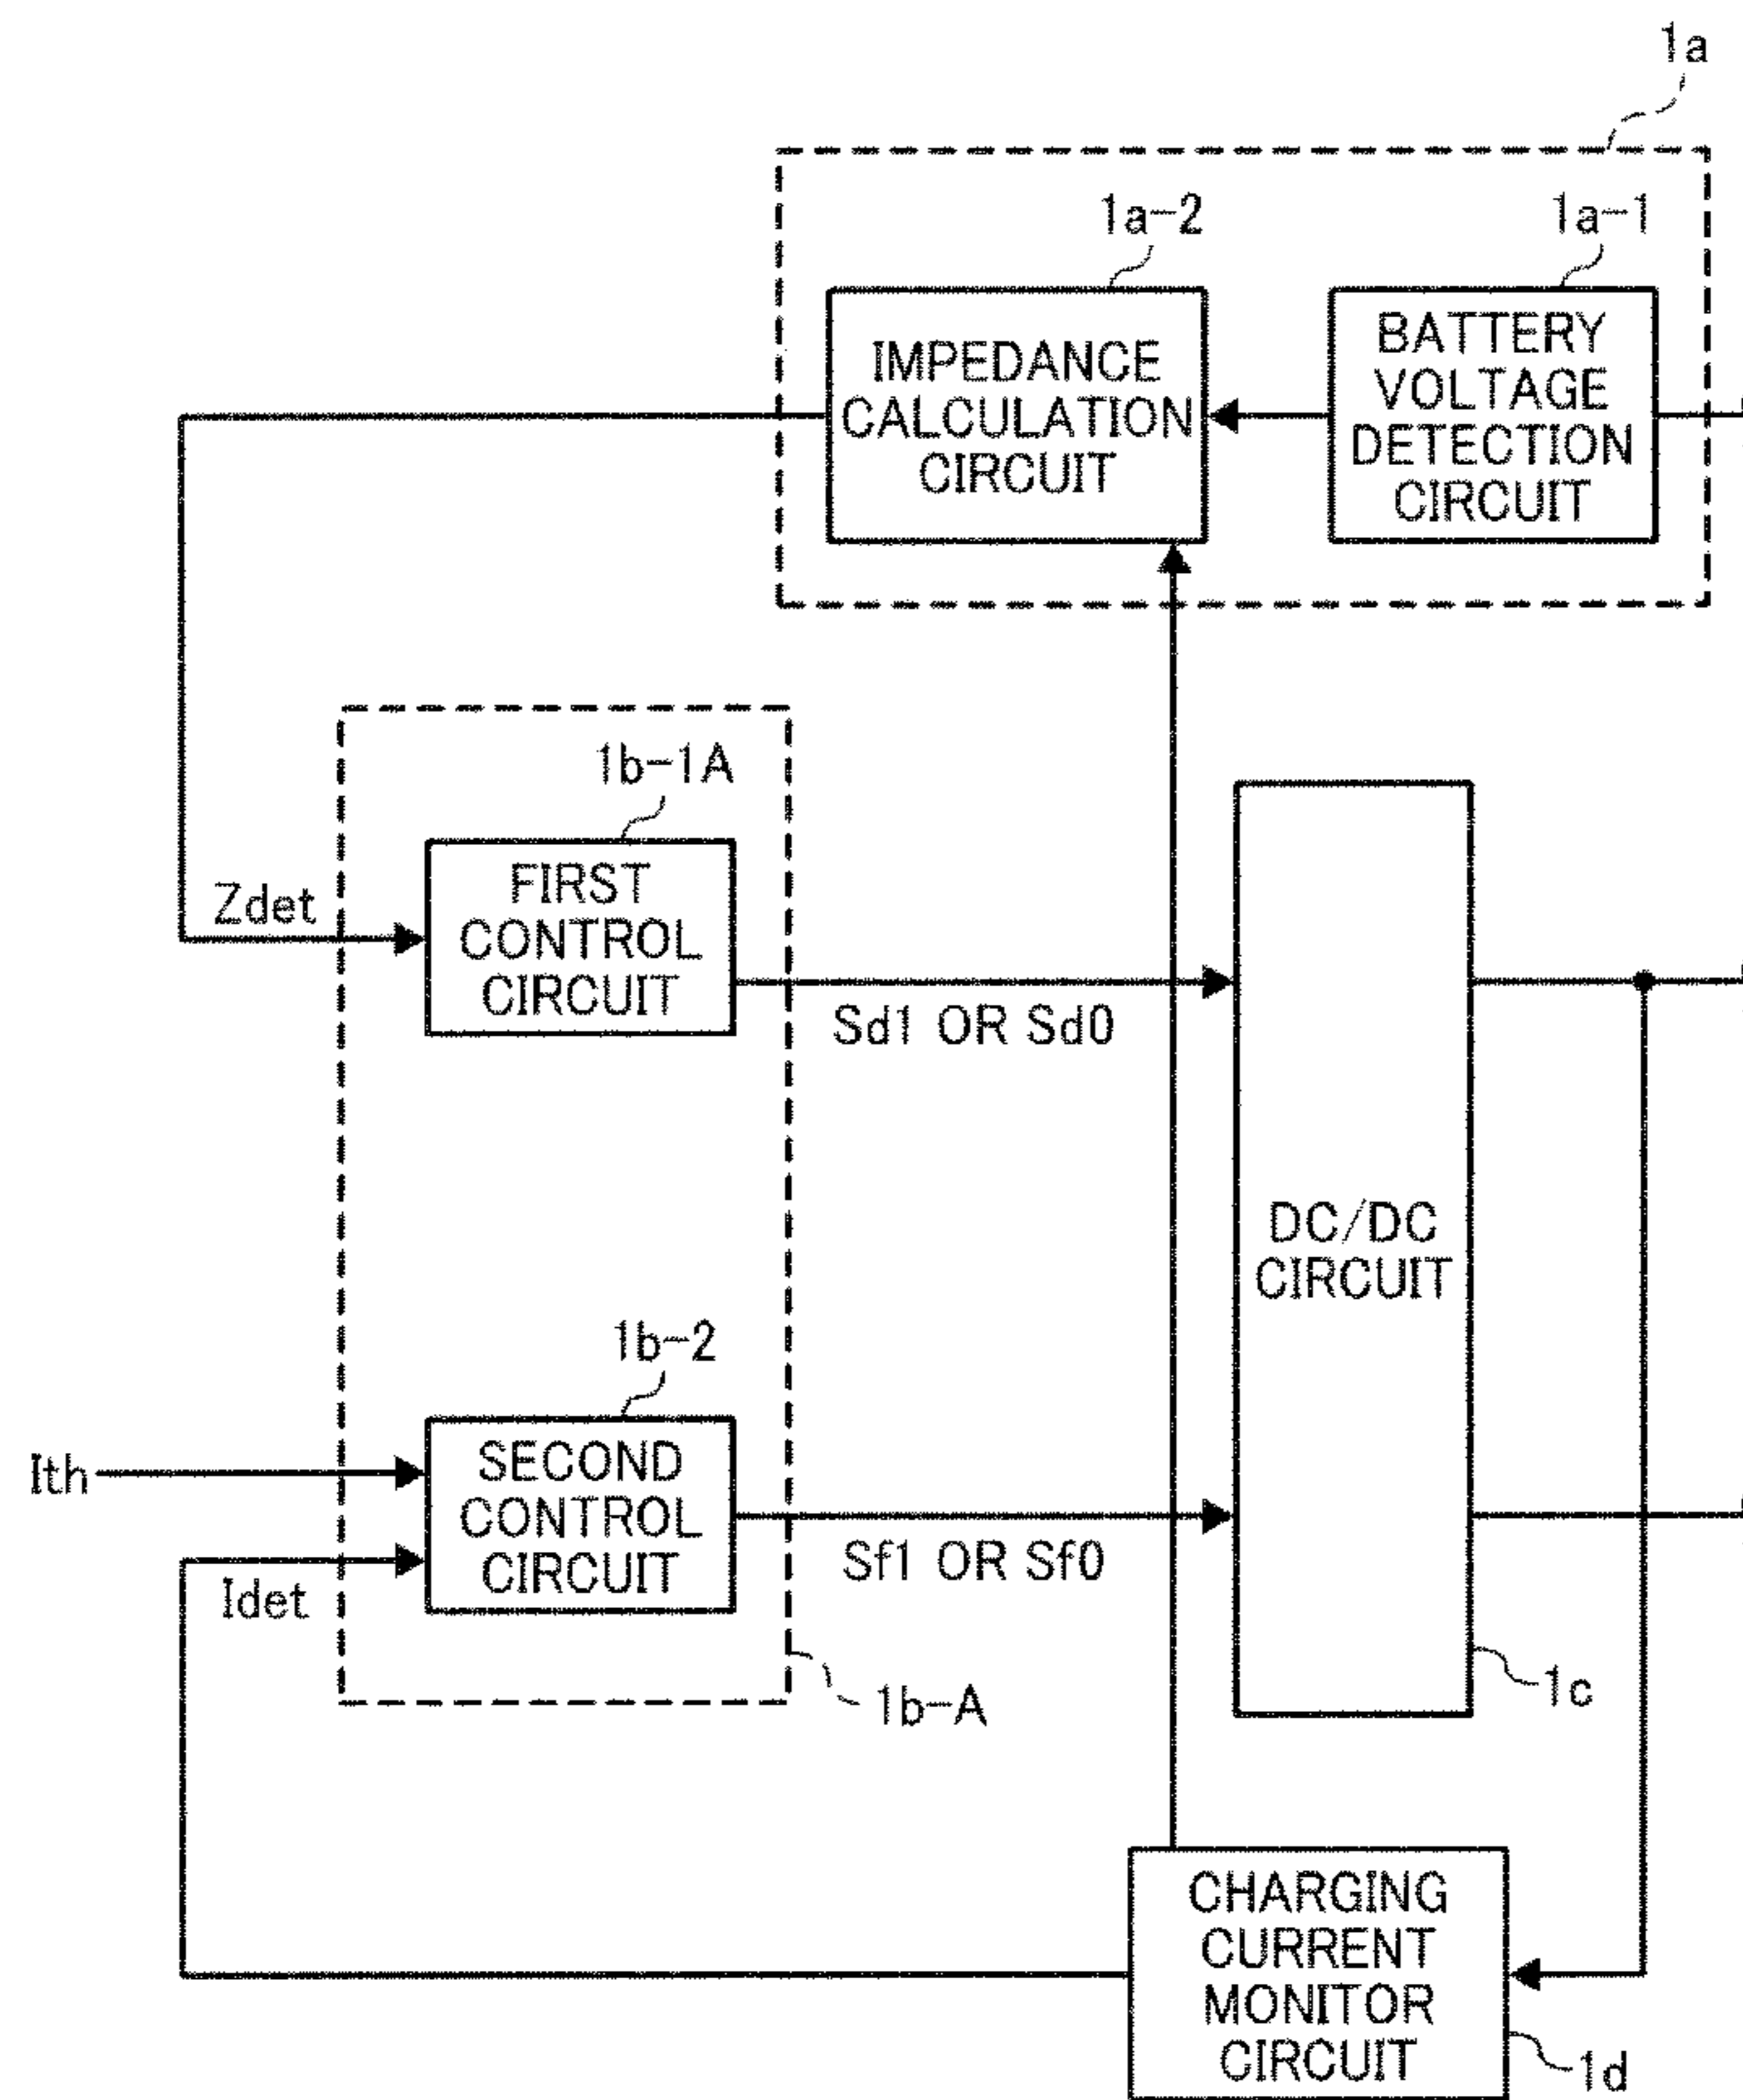 1a
1a-2
1a-1
IMPEDANCE
CALCULATION
CIRCUIT
BATTERY
VOLTAGE
DETECTION
CIRCUIT
1b-1A
Zdet
FIRST
CONTROL
CIRCUIT
Sd1 OR Sd0
DC/DC
CIRCUIT
1b-2
Ith
SECOND
CONTROL
CIRCUIT
Idet
Sf1 OR Sf0
1b-A
1c
CHARGING
CURRENT
MONITOR
CIRCUIT
1d